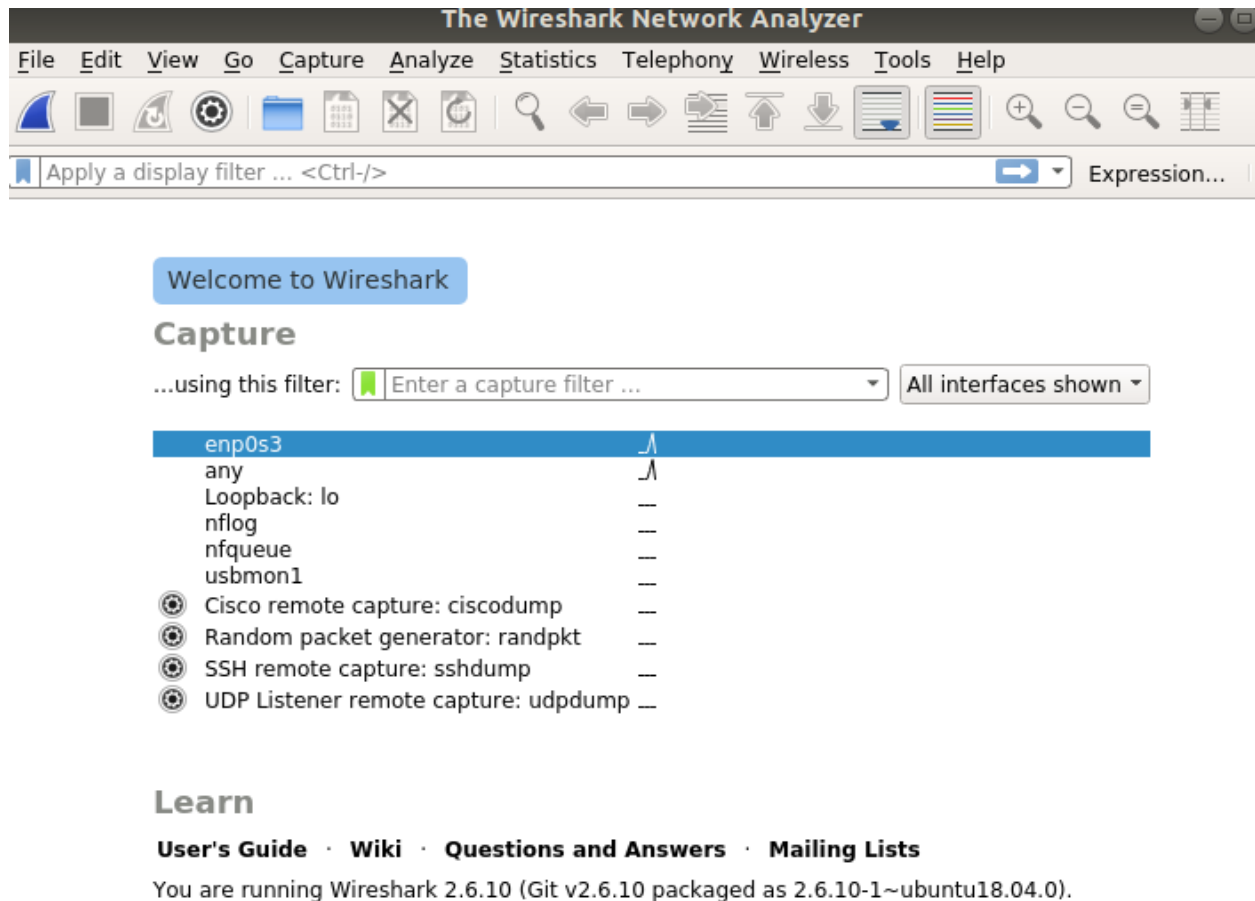 The Wireshark Network Analyzer
File Edit View Go Capture Analyze Statistics Telephony Wireless Tools Help
Apply a display filter ... <Ctrl-/> Expression...
Welcome to Wireshark
Capture
...using this filter: Enter a capture filter ... All interfaces shown
enp0s3
any
Loopback: lo
nflog
nfqueue
usbmon1
Cisco remote capture: ciscodump
Random packet generator: randpkt
SSH remote capture: sshdump
UDP Listener remote capture: udpdump
Learn
User's Guide · Wiki · Questions and Answers · Mailing Lists
You are running Wireshark 2.6.10 (Git v2.6.10 packaged as 2.6.10-1~ubuntu18.04.0).